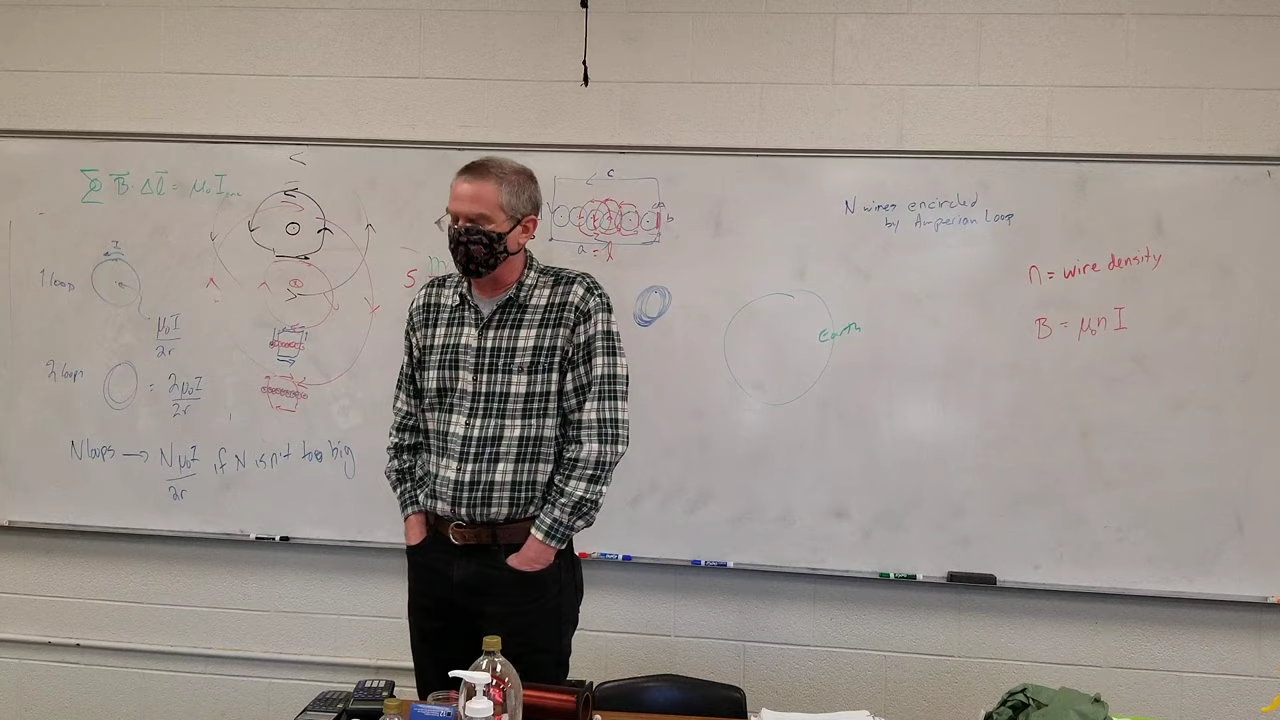 ∑ B⃗ · Δl⃗ = μ₀ I
I
1 loop
μ₀I
2r
2 loops
= 2μ₀I
2r
N loops → Nμ₀I if N isn't too big
2r
S
m
c
b
a = l
Earth
N wires encircled
by Amperian Loop
n = wire density
B = μ₀ n I